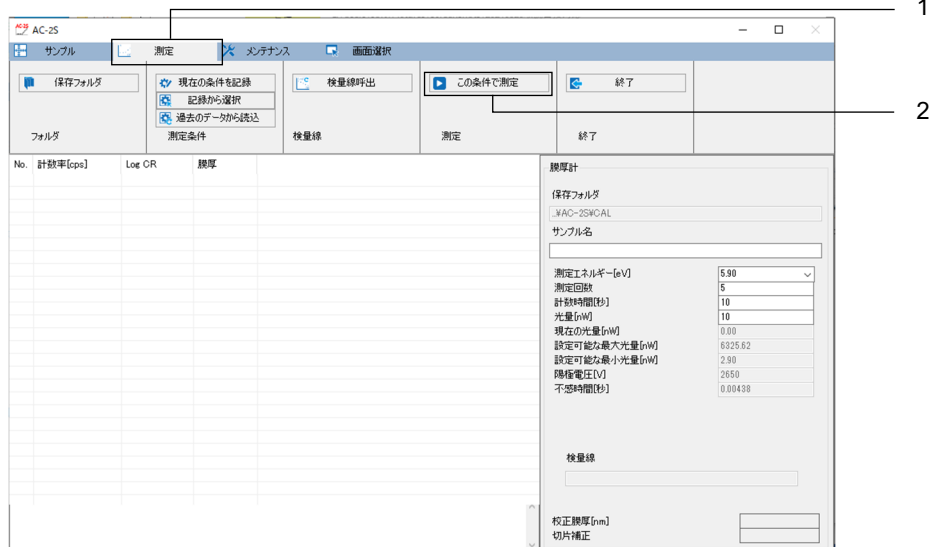 1
AC-2S AC-2S
サンプル 測定 メンテナンス 画面選択
保存フォルダ 現在の条件を記録 検量線呼出 この条件で測定 終了
記録から選択
過去のデータから読込
2
フォルダ 測定条件 検量線 測定 終了
No. 計数率[cps] Log CR 膜厚
膜厚計
保存フォルダ
..¥AC-2S¥CAL
サンプル名
測定エネルギー[eV] 5.90
測定回数 5
計数時間[秒] 10
光量[nW] 10
現在の光量[nW] 0.00
設定可能な最大光量[nW] 6325.62
設定可能な最小光量[nW] 2.90
陽極電圧[V] 2650
不感時間[秒] 0.00438
検量線
校正膜厚[nm]
切片補正